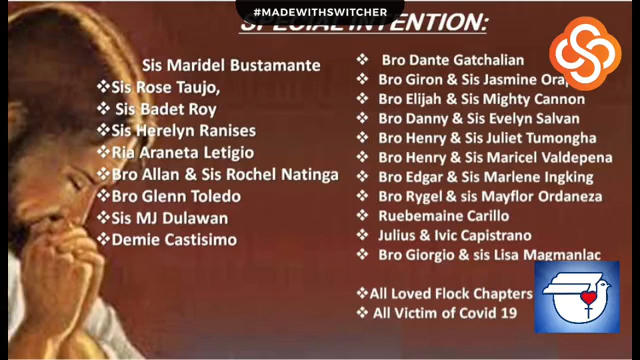 #MADEWITHSWITCHER
SPECIAL INTENTION:
Sis Maridel Bustamante
Sis Rose Taujo,
Sis Badet Roy
Sis Herelyn Ranises
Ria Araneta Letigio
Bro Allan & Sis Rochel Natinga
Bro Glenn Toledo
Sis MJ Dulawan
Demie Castisimo
Bro Dante Gatchalian
Bro Giron & Sis Jasmine
Bro Elijah & Sis Mighty Cannon
Bro Danny & Sis Evelyn Salvan
Bro Henry & Sis Juliet Tumongha
Bro Henry & Sis Maricel Valdepena
Bro Edgar & Sis Marlene Ingking
Bro Rygel & sis Mayflor Ordaneza
Ruebemaine Carillo
Julius & Ivic Capistrano
Bro Giorgio & sis Lisa Magmanlac
All Loved Flock Chapters
All Victim of Covid 19